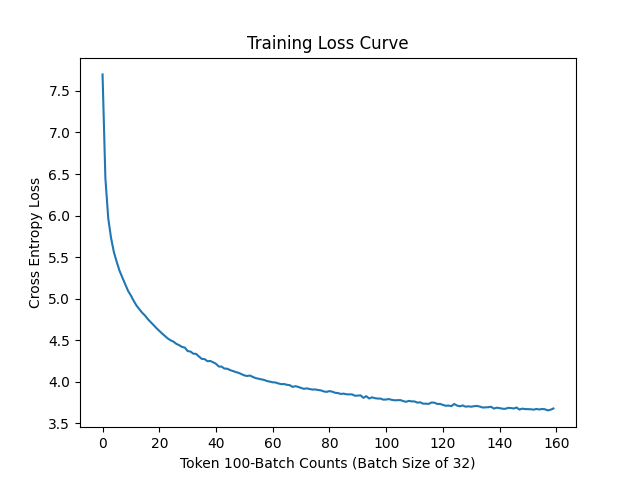 Training Loss Curve
7.5
7.0
6.5
6.0
5.5
5.0
4.5
4.0
3.5
Cross Entropy Loss
0 20 40 60 80 100 120 140 160
Token 100-Batch Counts (Batch Size of 32)